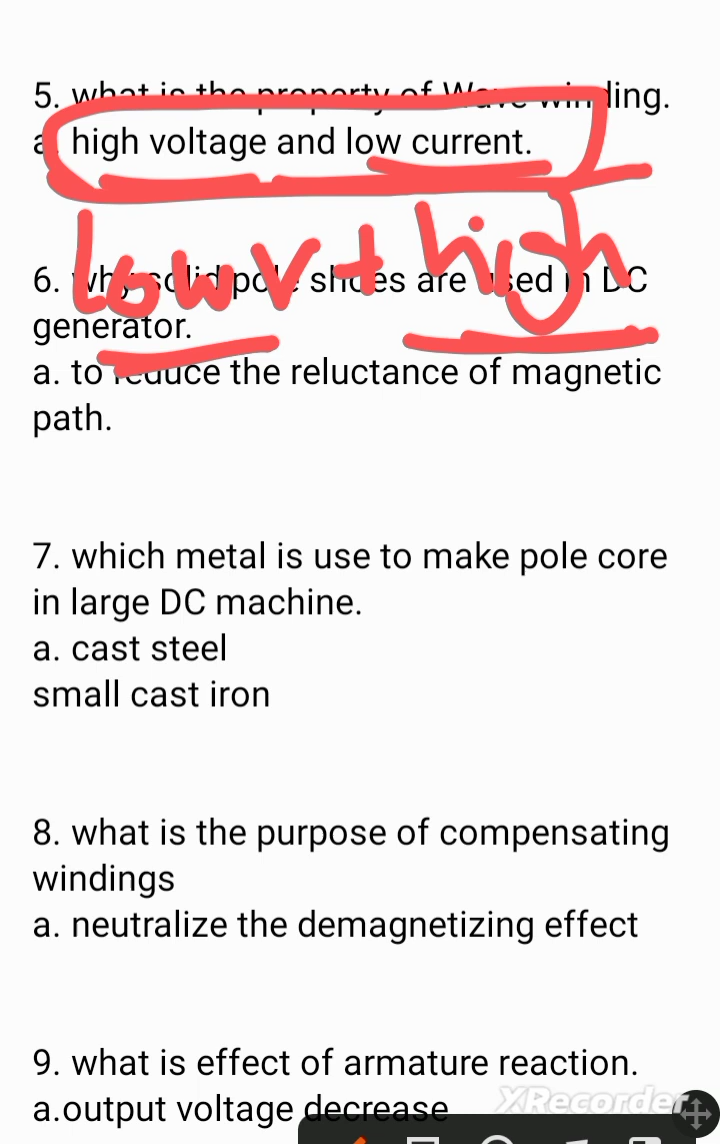 5. what is the property of Wave winding.
a. high voltage and low current.
Low V + high
6. why solid pole shoes are used in DC
generator.
a. to reduce the reluctance of magnetic
path.
7. which metal is use to make pole core
in large DC machine.
a. cast steel
small cast iron
8. what is the purpose of compensating
windings
a. neutralize the demagnetizing effect
9. what is effect of armature reaction.
a.output voltage decrease
XRecorder